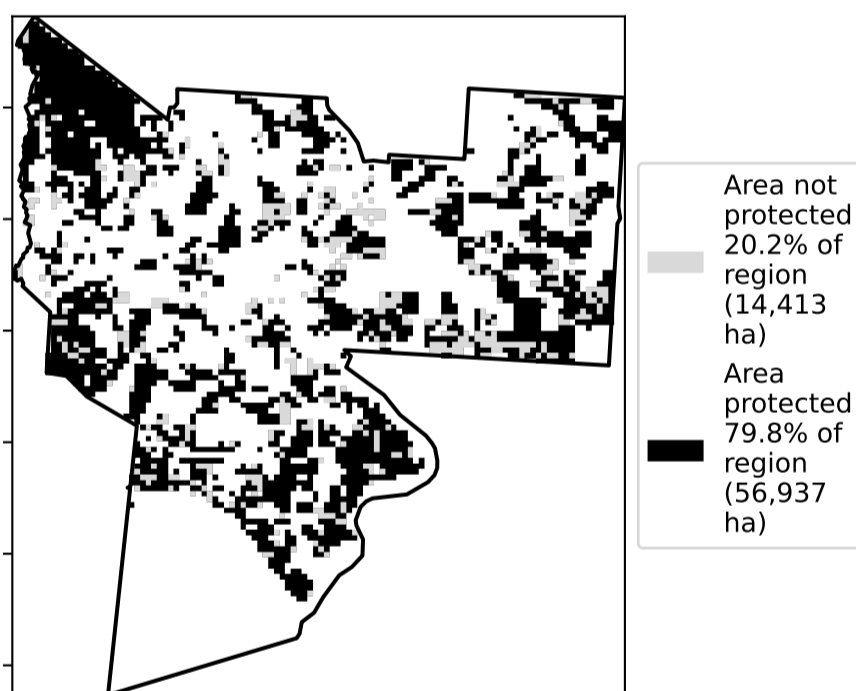 Area not
protected
20.2% of
region
(14,413
ha)
Area
protected
79.8% of
region
(56,937
ha)